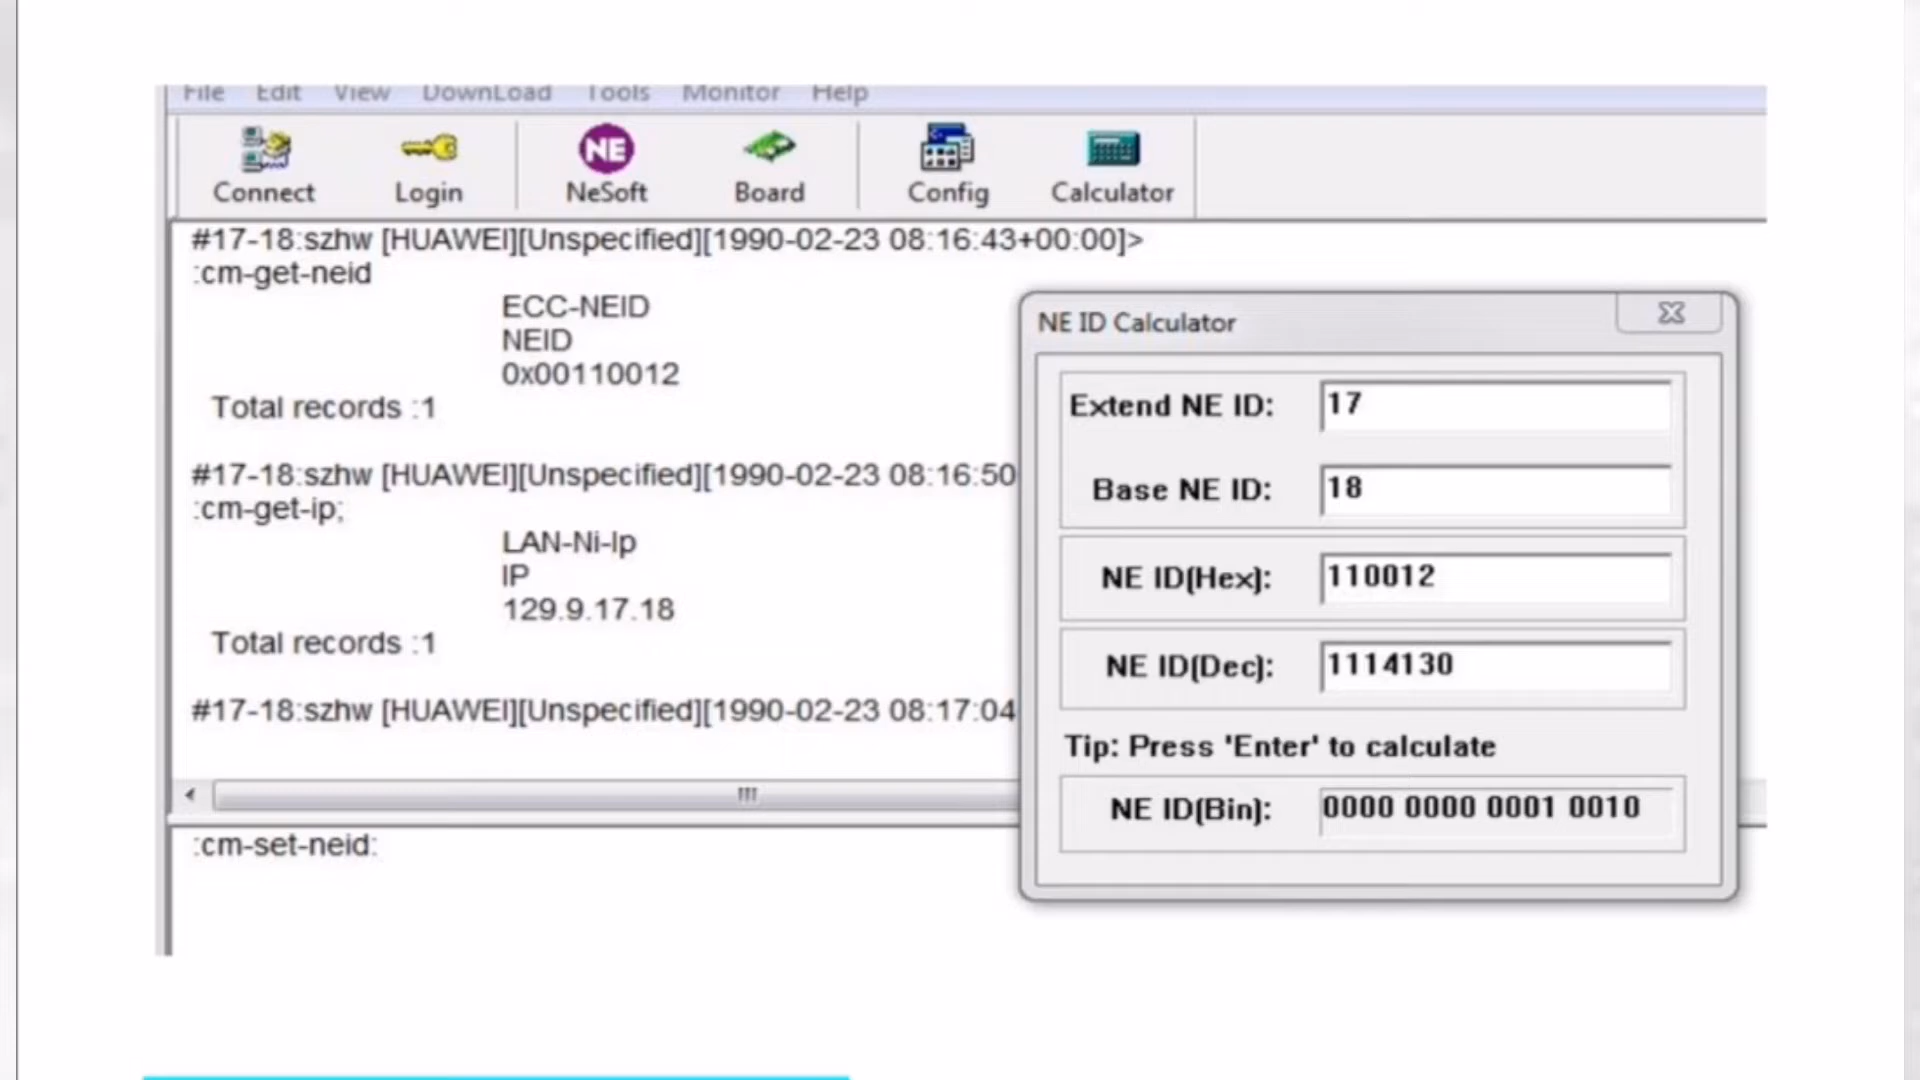 File Edit View DownLoad Tools Monitor Help
Connect Login NE NeSoft Board Config Calculator
#17-18:szhw [HUAWEI][Unspecified][1990-02-23 08:16:43+00:00]>
:cm-get-neid
ECC-NEID
NEID
0x00110012
Total records :1
#17-18:szhw [HUAWEI][Unspecified][1990-02-23 08:16:50
:cm-get-ip;
LAN-Ni-Ip
IP
129.9.17.18
Total records :1
#17-18:szhw [HUAWEI][Unspecified][1990-02-23 08:17:04
:cm-set-neid:
NE ID Calculator
Extend NE ID: 17
Base NE ID: 18
NE ID(Hex): 110012
NE ID(Dec): 1114130
Tip: Press 'Enter' to calculate
NE ID(Bin): 0000 0000 0001 0010